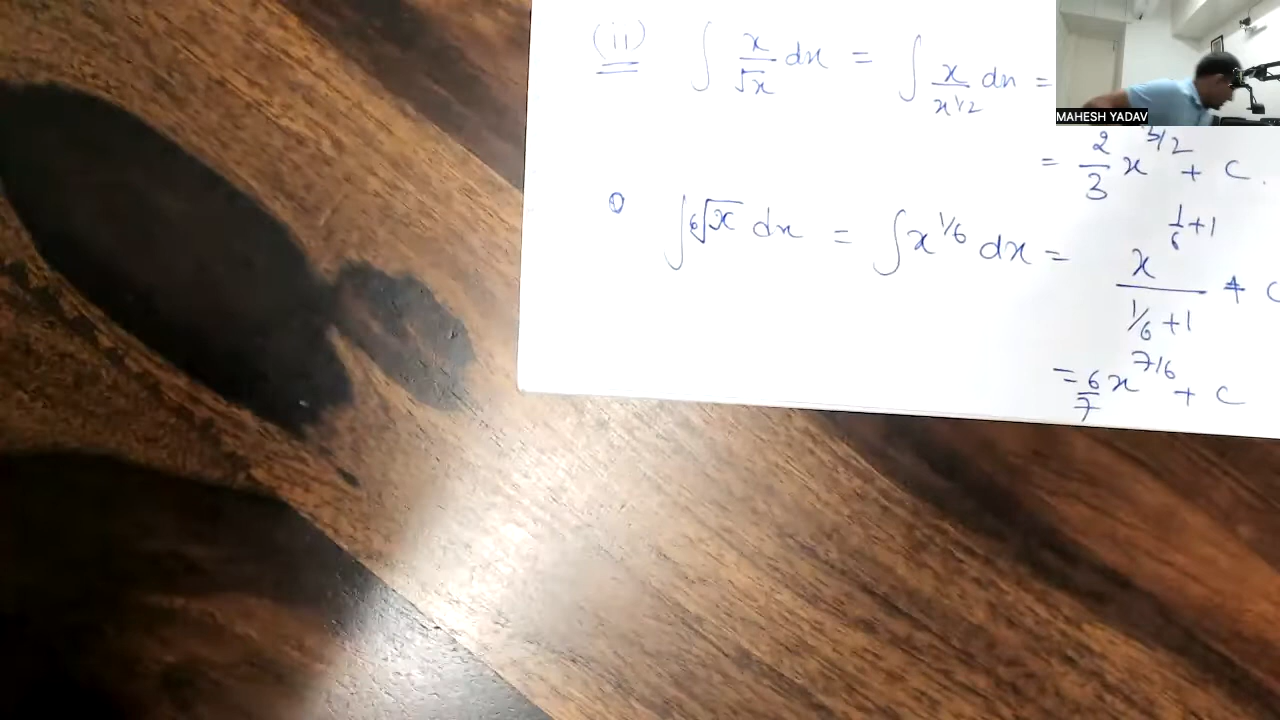 (ii) ∫ x/√x dx = ∫ x/x^1/2 dx =
= 2/3 x^3/2 + C.
∫ ⁶√x dx = ∫ x^1/6 dx = x^1/6+1 / 1/6+1 + C
= 6/7 x^7/6 + C
MAHESH YADAV